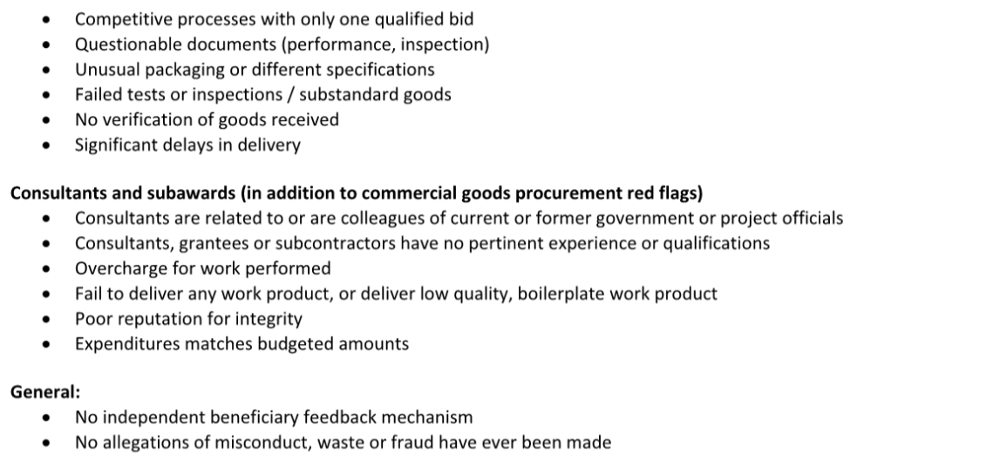 • Competitive processes with only one qualified bid
• Questionable documents (performance, inspection)
• Unusual packaging or different specifications
• Failed tests or inspections / substandard goods
• No verification of goods received
• Significant delays in delivery
Consultants and subawards (in addition to commercial goods procurement red flags)
• Consultants are related to or are colleagues of current or former government or project officials
• Consultants, grantees or subcontractors have no pertinent experience or qualifications
• Overcharge for work performed
• Fail to deliver any work product, or deliver low quality, boilerplate work product
• Poor reputation for integrity
• Expenditures matches budgeted amounts
General:
• No independent beneficiary feedback mechanism
• No allegations of misconduct, waste or fraud have ever been made